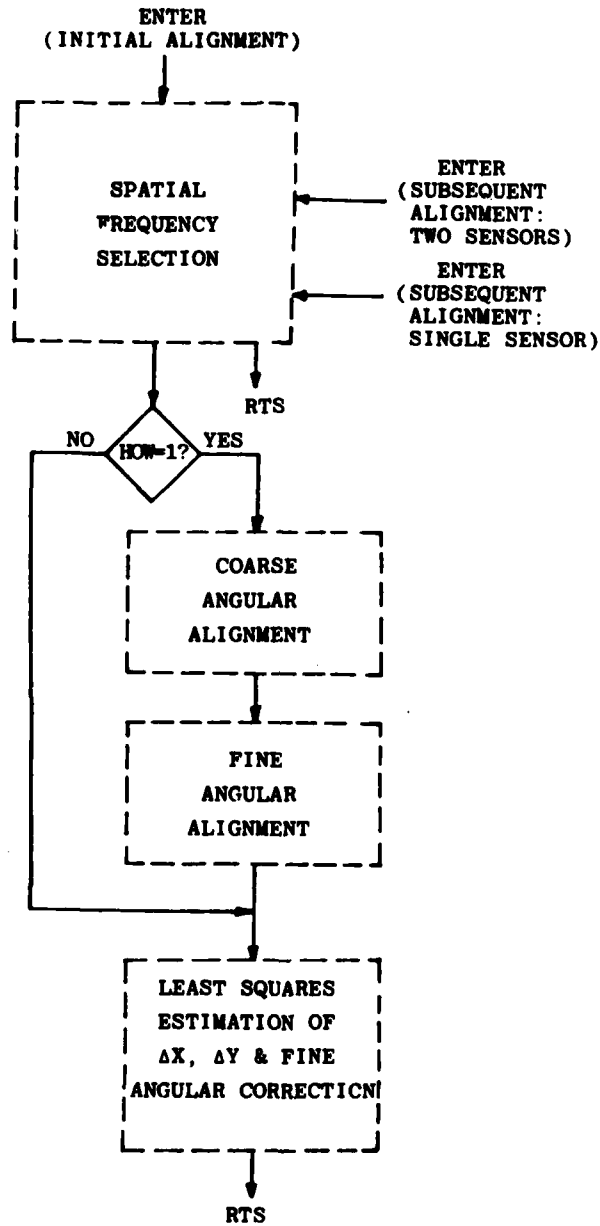 ENTER
(INITIAL ALIGNMENT)
SPATIAL
FREQUENCY
SELECTION
ENTER
(SUBSEQUENT
ALIGNMENT:
TWO SENSORS)
ENTER
(SUBSEQUENT
ALIGNMENT:
SINGLE SENSOR)
RTS
NO
HOW=1?
YES
COARSE
ANGULAR
ALIGNMENT
FINE
ANGULAR
ALIGNMENT
LEAST SQUARES
ESTIMATION OF
ΔX, ΔY & FINE
ANGULAR CORRECTION
RTS